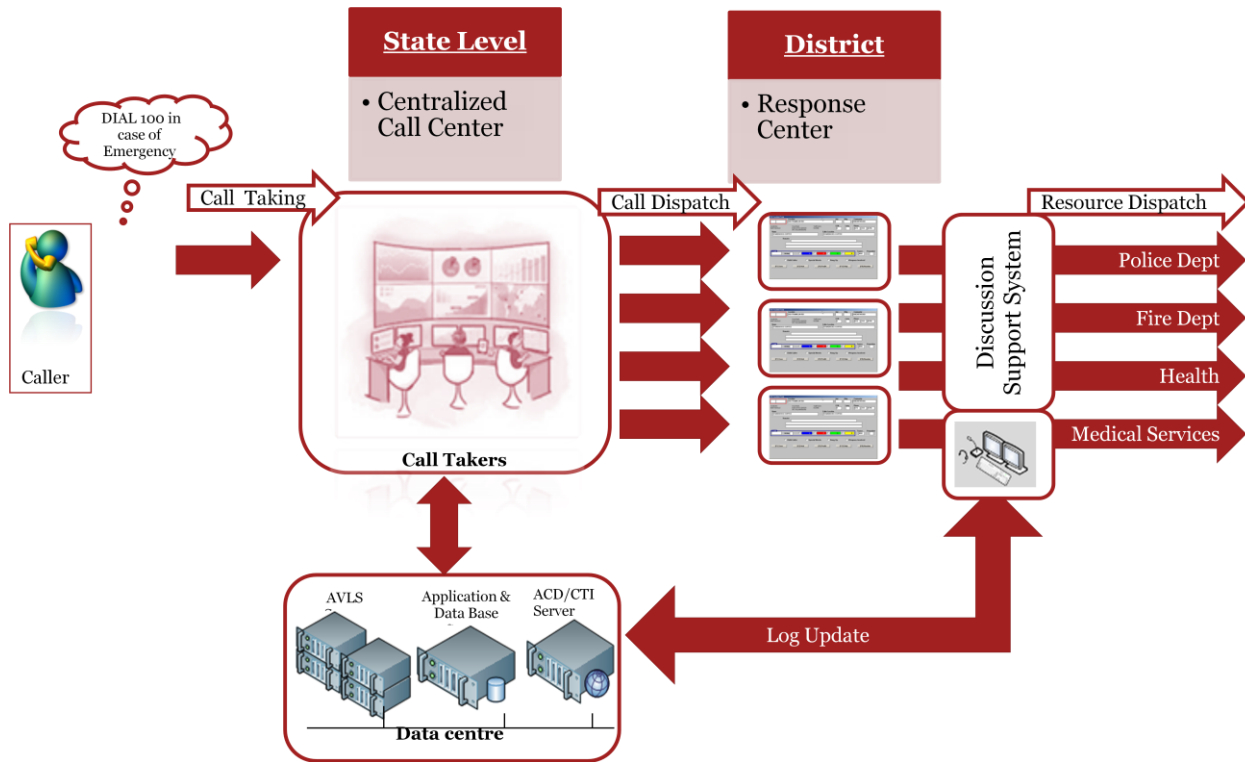 State Level
• Centralized
Call Center
District
• Response
Center
DIAL 100 in
case of
Emergency
Call Taking
Call Dispatch
Resource Dispatch
Caller
Call Takers
Discussion
Support System
Police Dept
Fire Dept
Health
Medical Services
AVLS
Application &
Data Base
ACD/CTI
Server
Data centre
Log Update